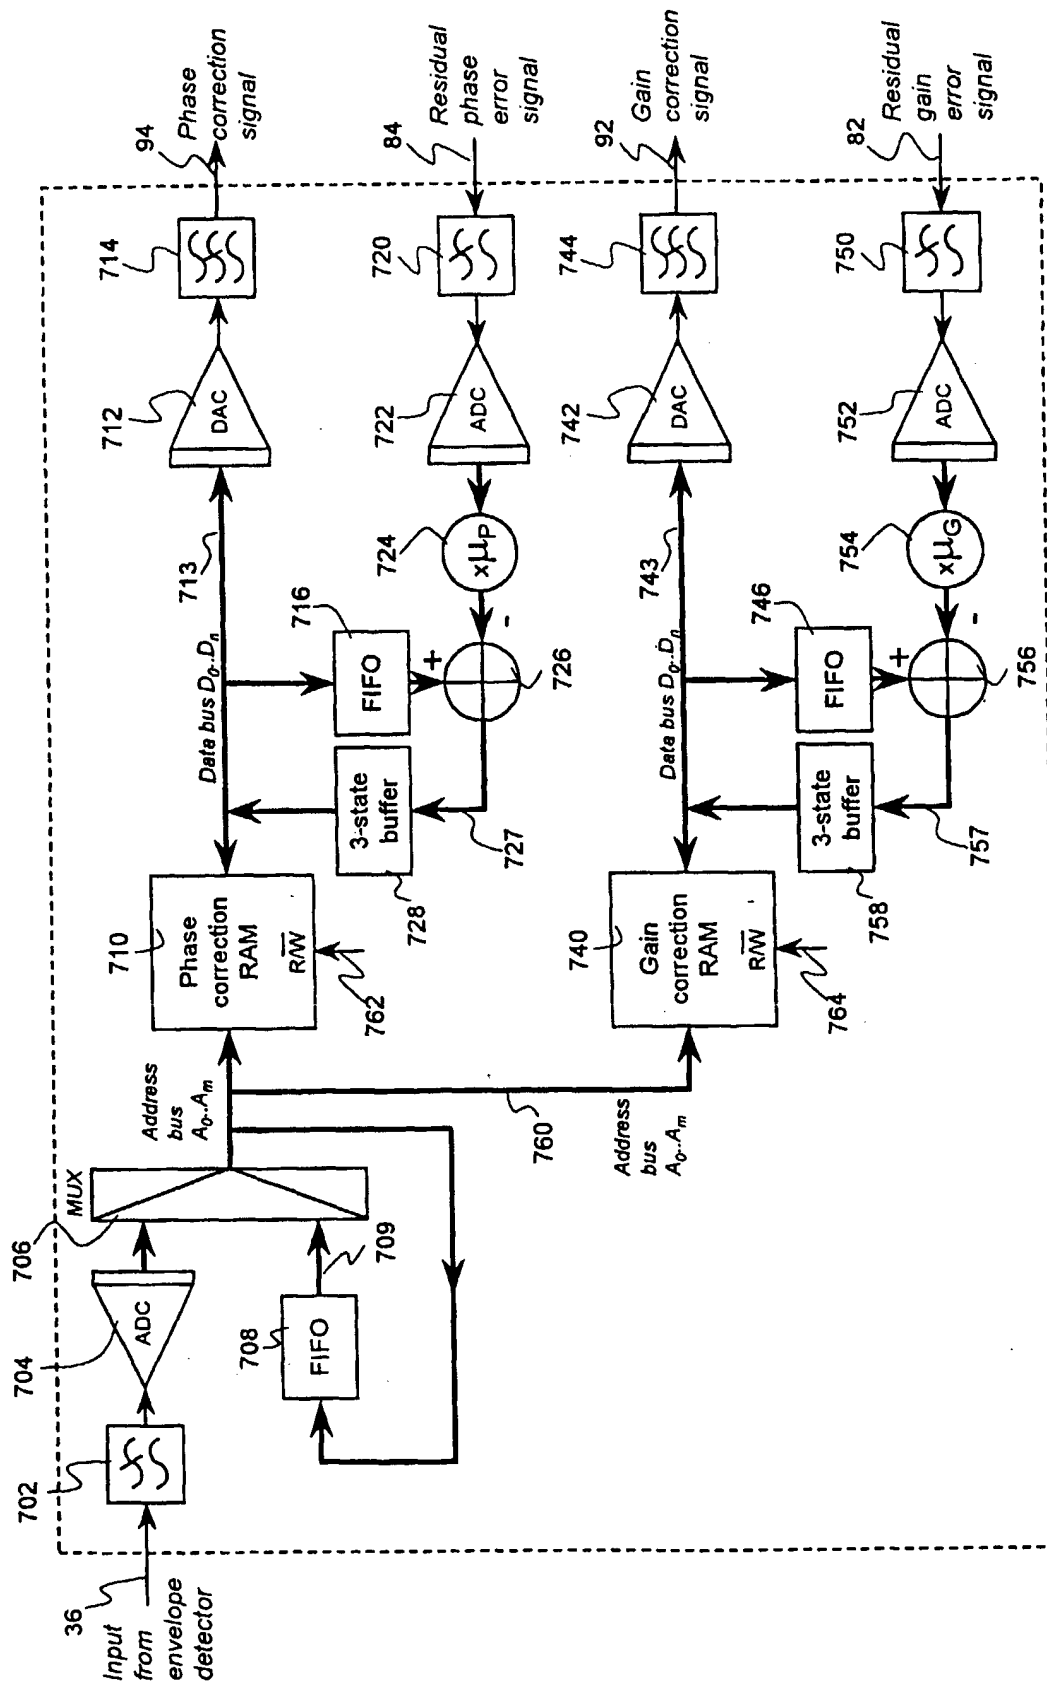 36
Input
from
envelope
detector
702
704
ADC
706
MUX
708
FIFO
709
Address
bus
A0..Am
760
Address
bus
A0..Am
710
Phase
correction
RAM
R/W̅
762
Data bus D0..Dn
713
712
DAC
714
94
Phase
correction
signal
716
FIFO
+
-
726
3-state
buffer
728
727
724
xμP
722
ADC
720
84
Residual
phase
error
signal
740
Gain
correction
RAM
R/W̅
764
Data bus D0..Dn
743
742
DAC
744
92
Gain
correction
signal
746
FIFO
+
-
756
3-state
buffer
758
757
754
xμG
752
ADC
750
82
Residual
gain
error
signal